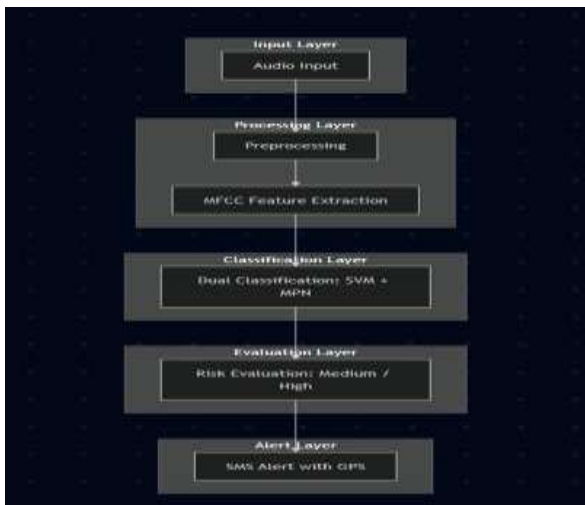 Input Layer
Audio Input
Processing Layer
Preprocessing
MFCC Feature Extraction
Classification Layer
Dual Classification: SVM +
MPN
Evaluation Layer
Risk Evaluation: Medium /
High
Alert Layer
SMS Alert with GPS